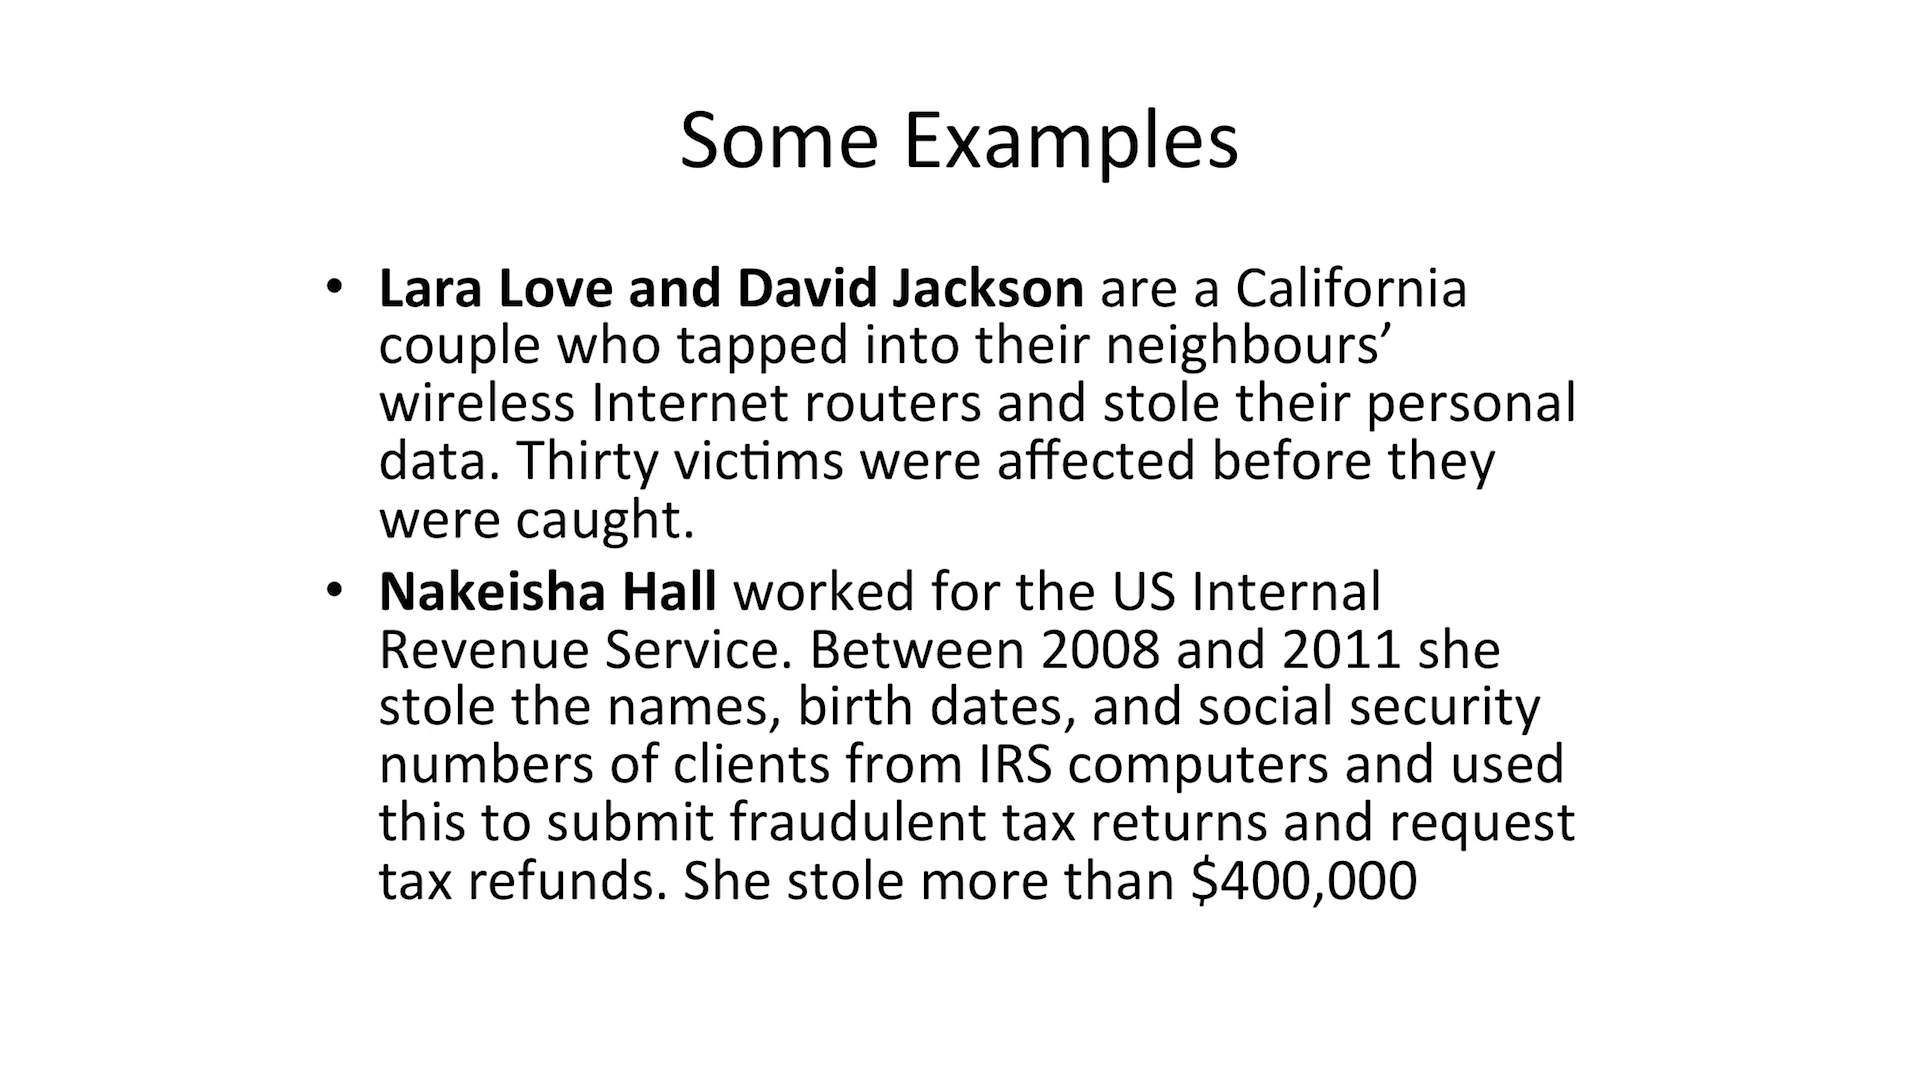 Some Examples
• Lara Love and David Jackson are a California
couple who tapped into their neighbours’
wireless Internet routers and stole their personal
data. Thirty victims were affected before they
were caught.
• Nakeisha Hall worked for the US Internal
Revenue Service. Between 2008 and 2011 she
stole the names, birth dates, and social security
numbers of clients from IRS computers and used
this to submit fraudulent tax returns and request
tax refunds. She stole more than $400,000